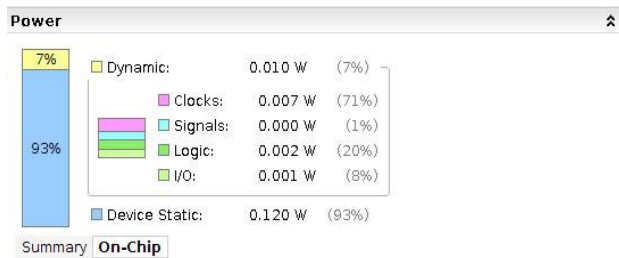 Power
7%
93%
Dynamic: 0.010 W (7%)
Clocks: 0.007 W (71%)
Signals: 0.000 W (1%)
Logic: 0.002 W (20%)
I/O: 0.001 W (8%)
Device Static: 0.120 W (93%)
Summary On-Chip